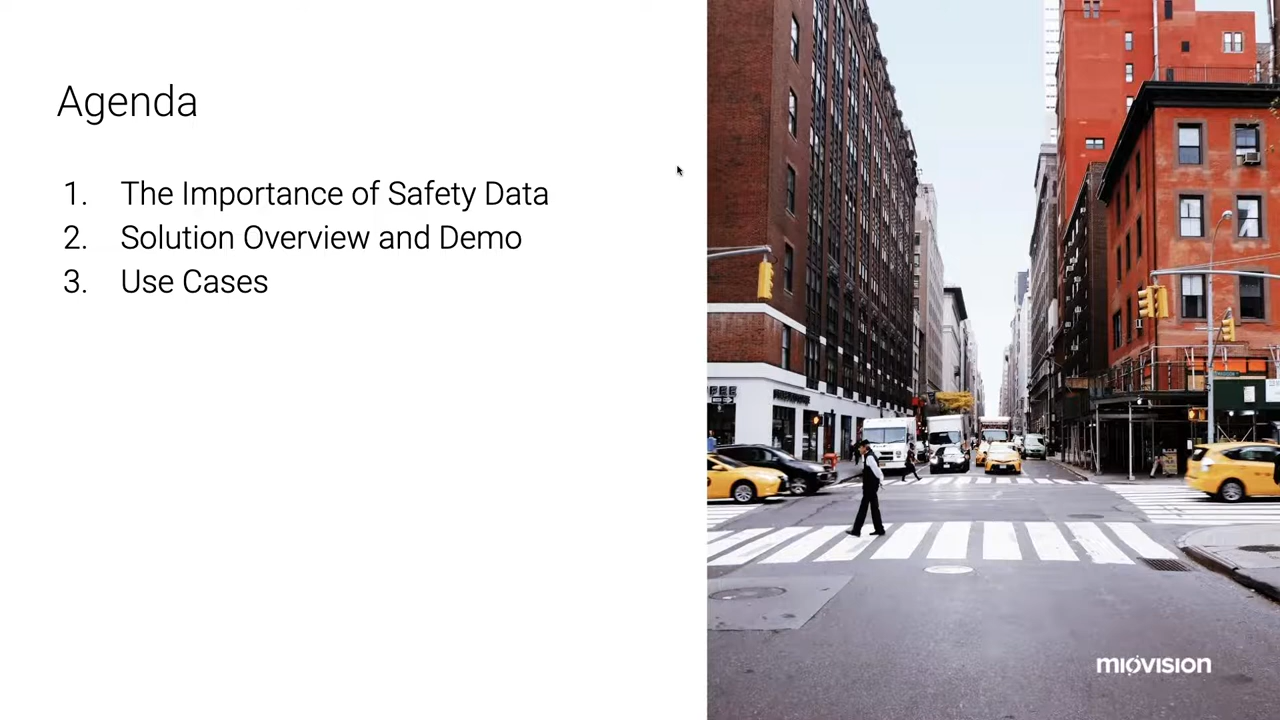 Agenda
1. The Importance of Safety Data
2. Solution Overview and Demo
3. Use Cases
miovision